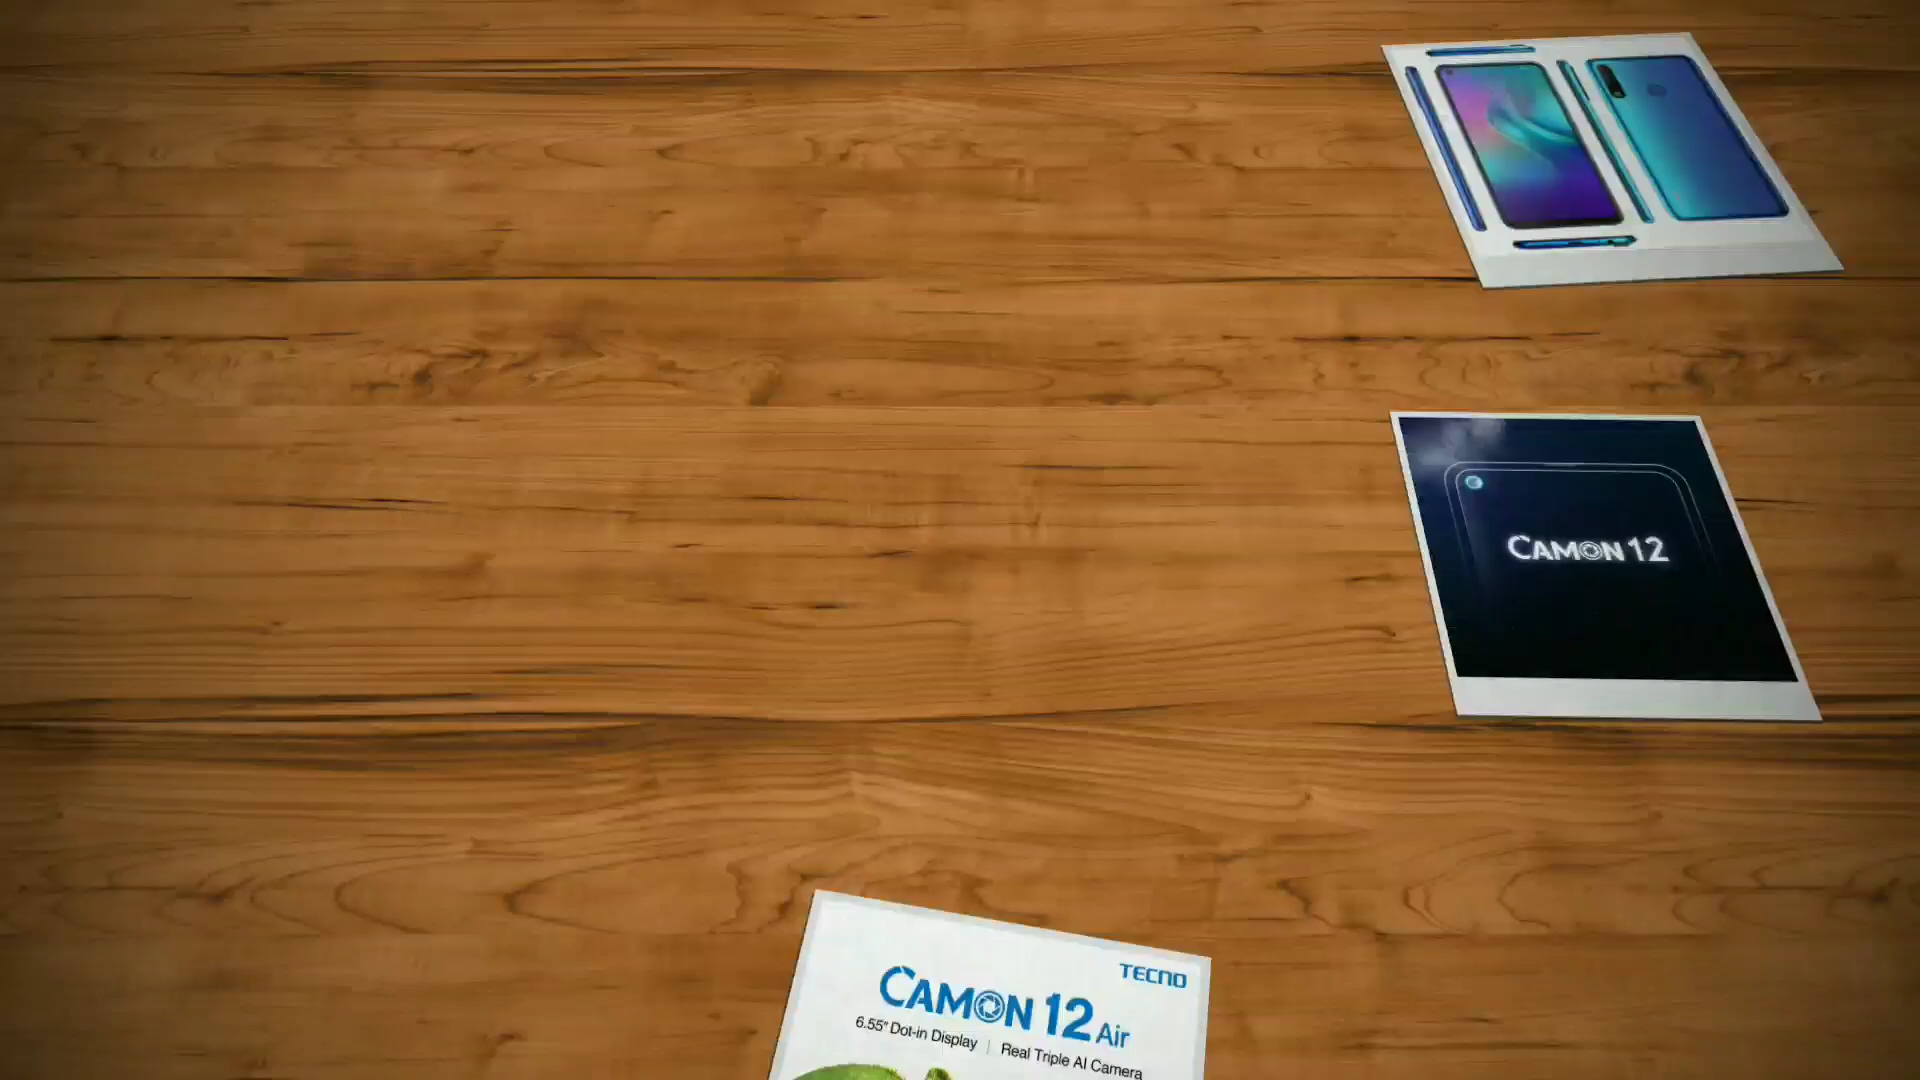 CAMON 12
TECNO
CAMON 12 Air
6.55" Dot-in Display | Real Triple AI Camera